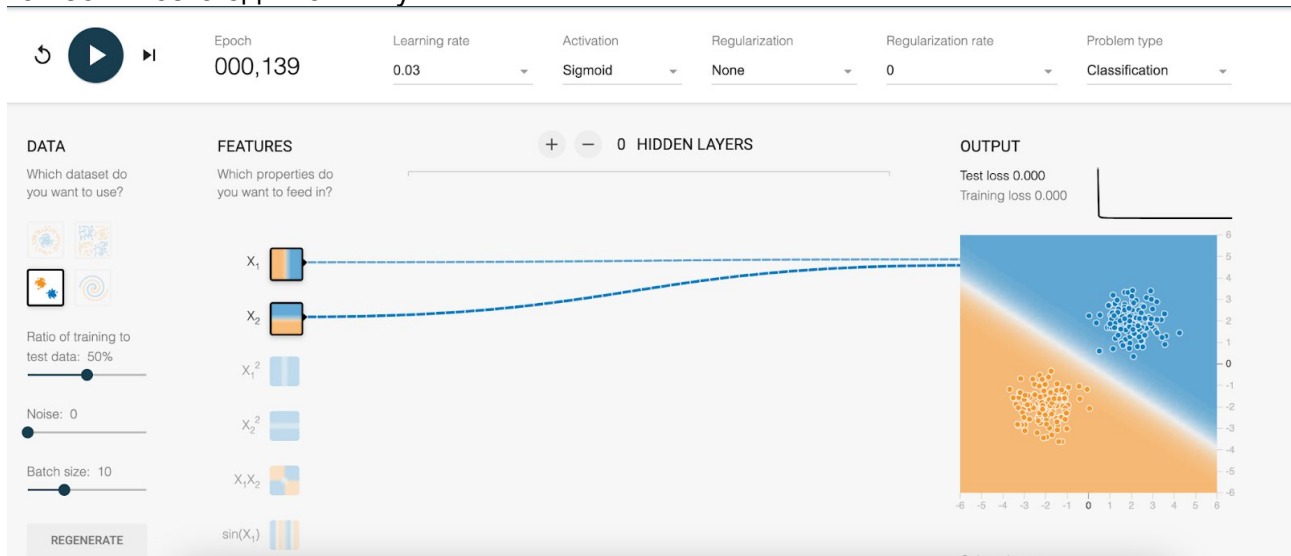 Epoch
000,139
Learning rate
0.03
Activation
Sigmoid
Regularization
None
Regularization rate
0
Problem type
Classification
DATA
Which dataset do
you want to use?
Ratio of training to
test data: 50%
Noise: 0
Batch size: 10
REGENERATE
FEATURES
Which properties do
you want to feed in?
X₁
X₂
X₁²
X₂²
X₁X₂
sin(X₁)
+ − 0 HIDDEN LAYERS
OUTPUT
Test loss 0.000
Training loss 0.000
6
5
4
3
2
1
0
-1
-2
-3
-4
-5
-6
-6 -5 -4 -3 -2 -1 0 1 2 3 4 5 6